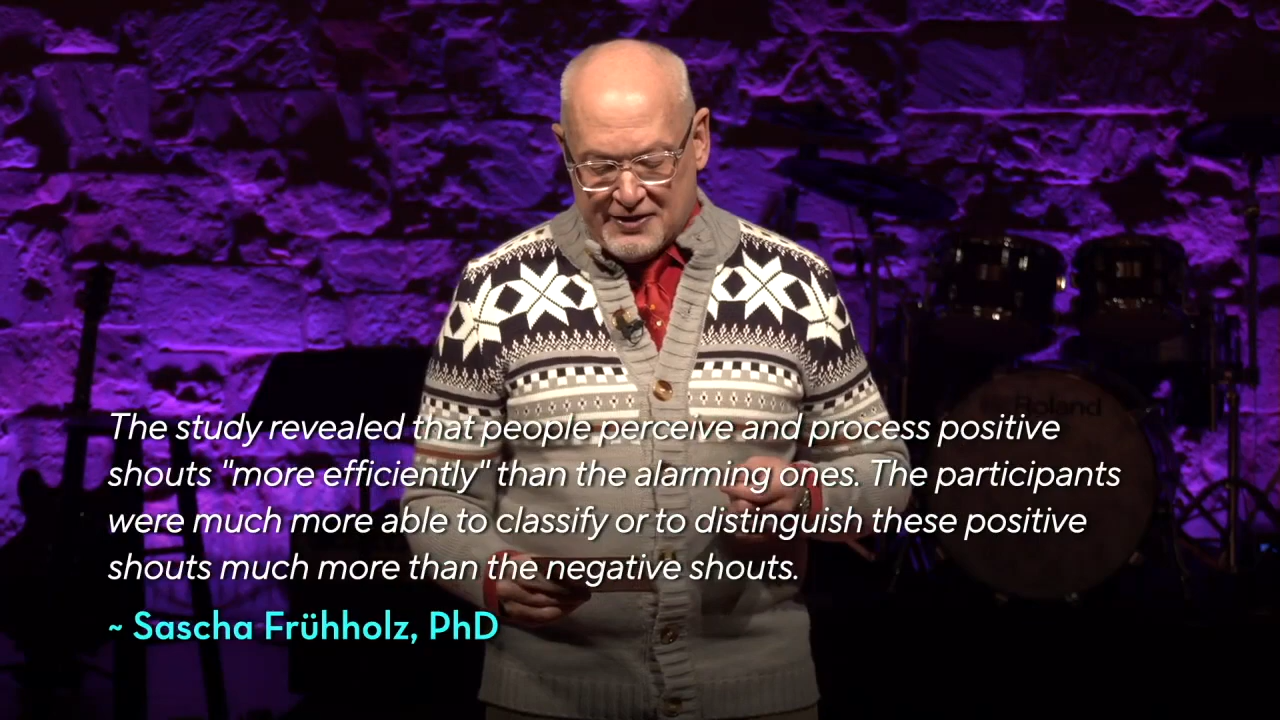 Roland
The study revealed that people perceive and process positive
shouts "more efficiently" than the alarming ones. The participants
were much more able to classify or to distinguish these positive
shouts much more than the negative shouts.
~ Sascha Frühholz, PhD